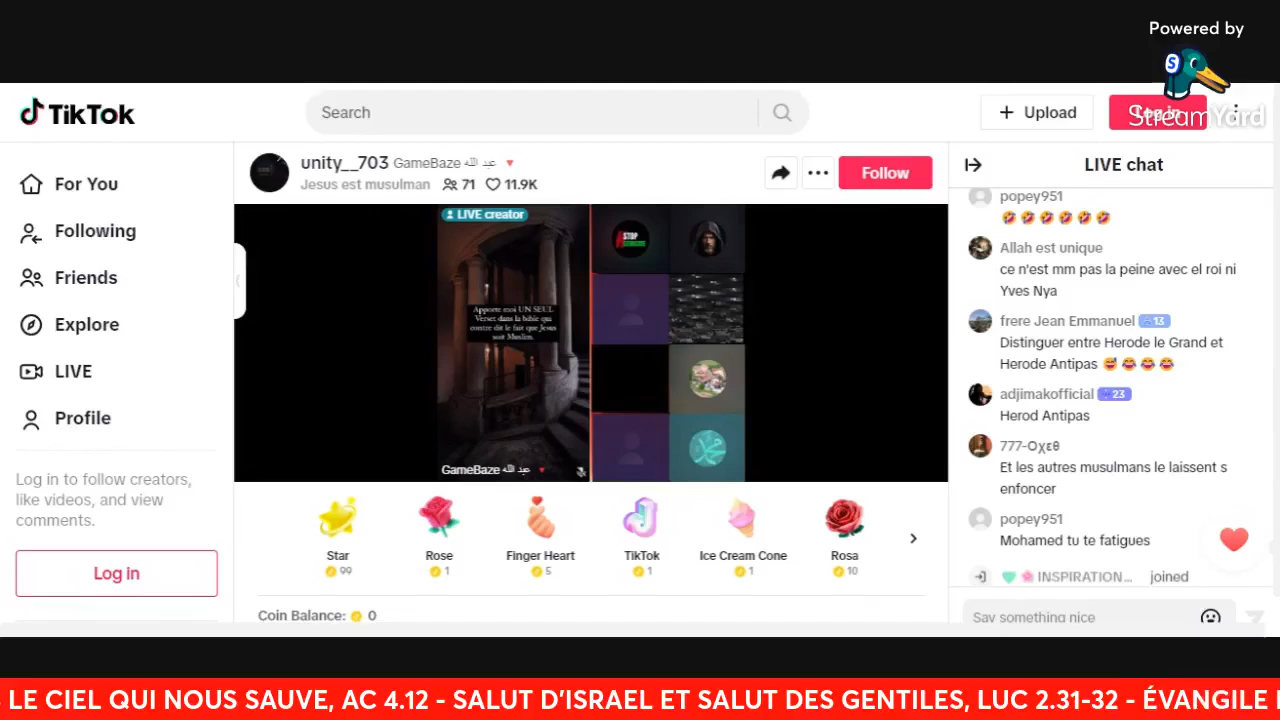 Powered by
StreamYard
TikTok
Search
Upload
unity__703 GameBaze عبد الله
Jesus est musulman 71 11.9K
Follow
LIVE chat
For You
Following
Friends
Explore
LIVE
Profile
Log in to follow creators,
like videos, and view
comments.
Log in
LIVE creator
Apporte moi UN SEUL
Verset dans la bible qui
contre dit le fait que Jesus
soit Muslim.
STOP
GameBaze عبد الله
Star
99
Rose
1
Finger Heart
5
TikTok
1
Ice Cream Cone
1
Rosa
10
Coin Balance: 0
popey951
Allah est unique
ce n'est mm pas la peine avec el roi ni
Yves Nya
frere Jean Emmanuel 13
Distinguer entre Herode le Grand et
Herode Antipas
adjimakofficial 23
Herod Antipas
777-Οχεθ
Et les autres musulmans le laissent s
enfoncer
popey951
Mohamed tu te fatigues
INSPIRATION... joined
Say something nice
LE CIEL QUI NOUS SAUVE, AC 4.12 - SALUT D'ISRAEL ET SALUT DES GENTILES, LUC 2.31-32 - ÉVANGILE